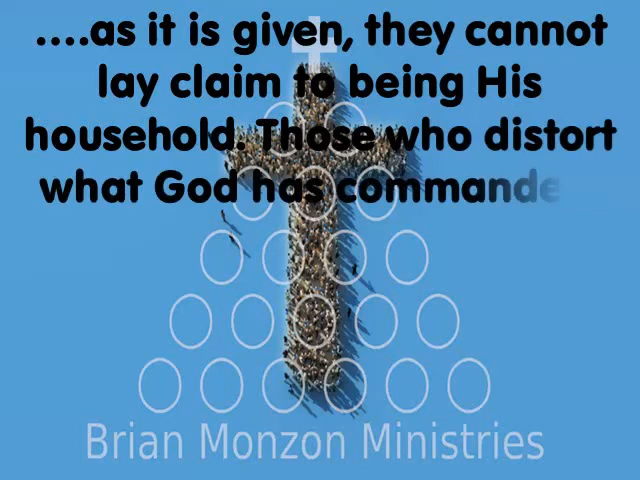 ....as it is given, they cannot
lay claim to being His
household. Those who distort
what God has commande
Brian Monzon Ministries